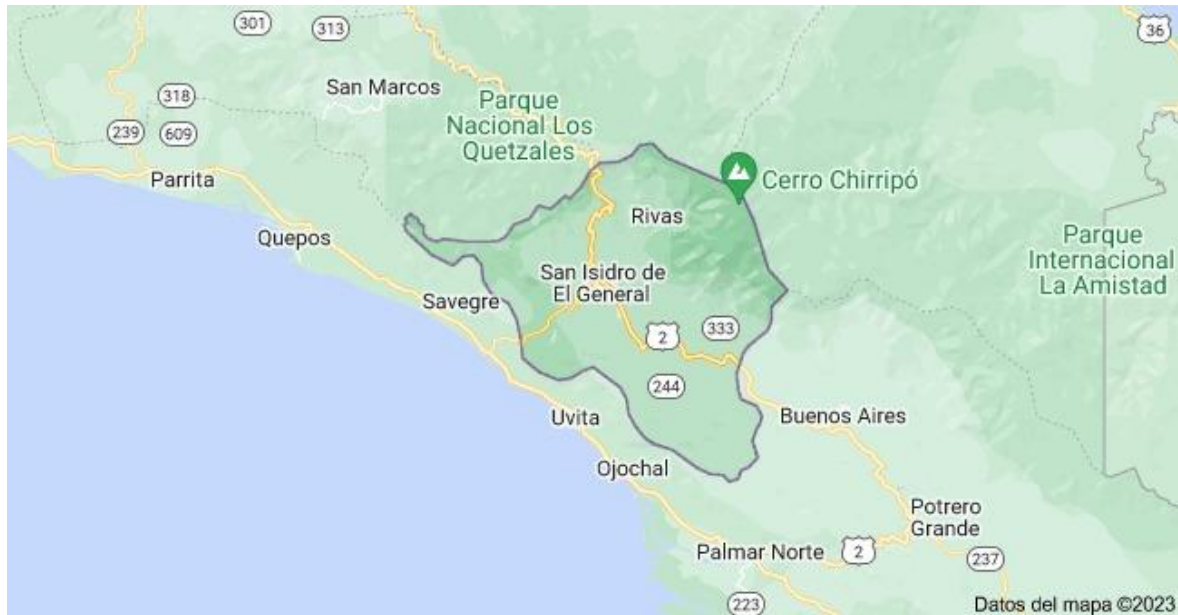 301
313
36
San Marcos
318
Parque
Nacional Los
Quetzales
239
609
Parrita
Cerro Chirripó
Rivas
Quepos
Parque
Internacional
La Amistad
San Isidro de
El General
Savegre
333
2
244
Uvita
Buenos Aires
Ojochal
Potrero
Grande
Palmar Norte
2
237
223
Datos del mapa ©2023